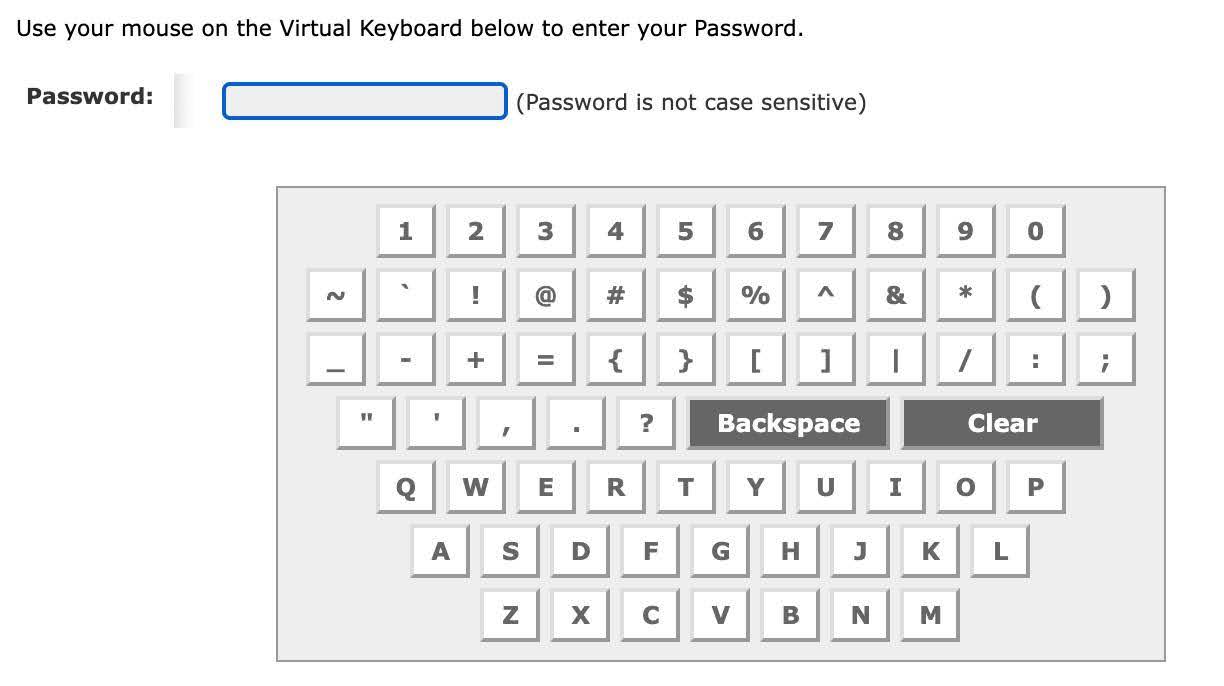 Use your mouse on the Virtual Keyboard below to enter your Password.
Password: (Password is not case sensitive)
1 2 3 4 5 6 7 8 9 0
~ ` ! @ # $ % ^ & * ( )
_ - + = { } [ ] | / : ;
" ' , . ? Backspace Clear
Q W E R T Y U I O P
A S D F G H J K L
Z X C V B N M